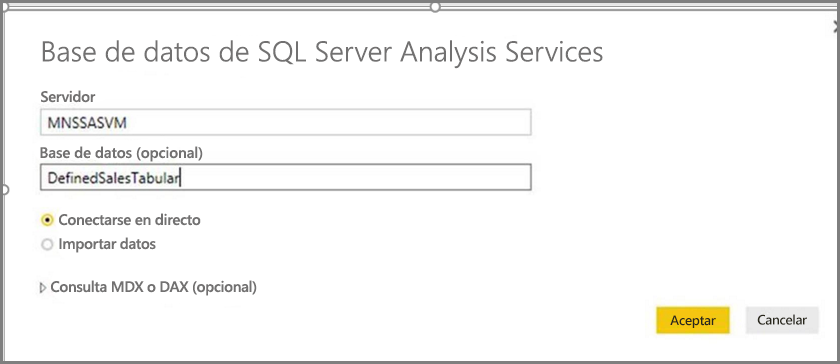 Base de datos de SQL Server Analysis Services
Servidor
MNSSASVM
Base de datos (opcional)
DefinedSalesTabular
Conectarse en directo
Importar datos
Consulta MDX o DAX (opcional)
Aceptar
Cancelar